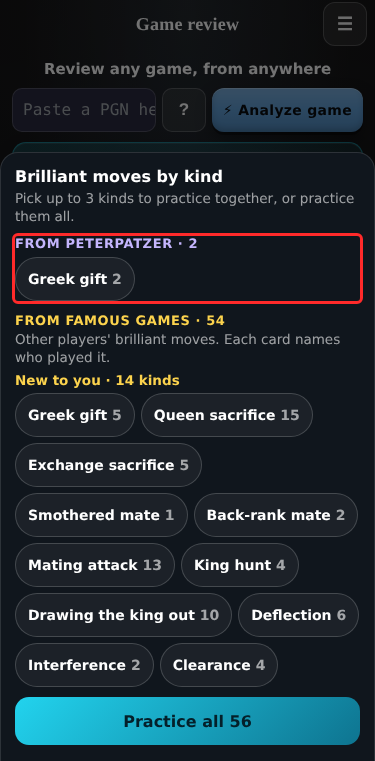 Game review
☰
Review any game, from anywhere
Paste a PGN he
?
⚡ Analyze game
Brilliant moves by kind
Pick up to 3 kinds to practice together, or practice
them all.
FROM PETERPATZER · 2
Greek gift 2
FROM FAMOUS GAMES · 54
Other players' brilliant moves. Each card names
who played it.
New to you · 14 kinds
Greek gift 5
Queen sacrifice 15
Exchange sacrifice 5
Smothered mate 1
Back-rank mate 2
Mating attack 13
King hunt 4
Drawing the king out 10
Deflection 6
Interference 2
Clearance 4
Practice all 56